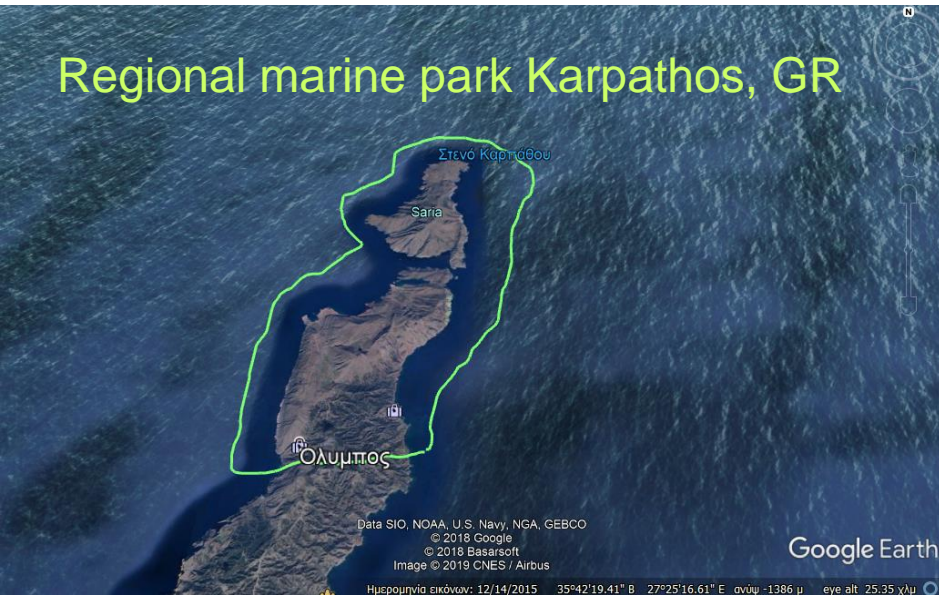 Regional marine park Karpathos, GR
N
Στενό Καρπάθου
Saria
Όλυμπος
Data SIO, NOAA, U.S. Navy, NGA, GEBCO
© 2018 Google
© 2018 Basarsoft
Image © 2019 CNES / Airbus
Google Earth
Ημερομηνία εικόνων: 12/14/2015 35°42'19.41" Β 27°25'16.61" Ε ανύψ -1386 μ eye alt 25.35 χλμ